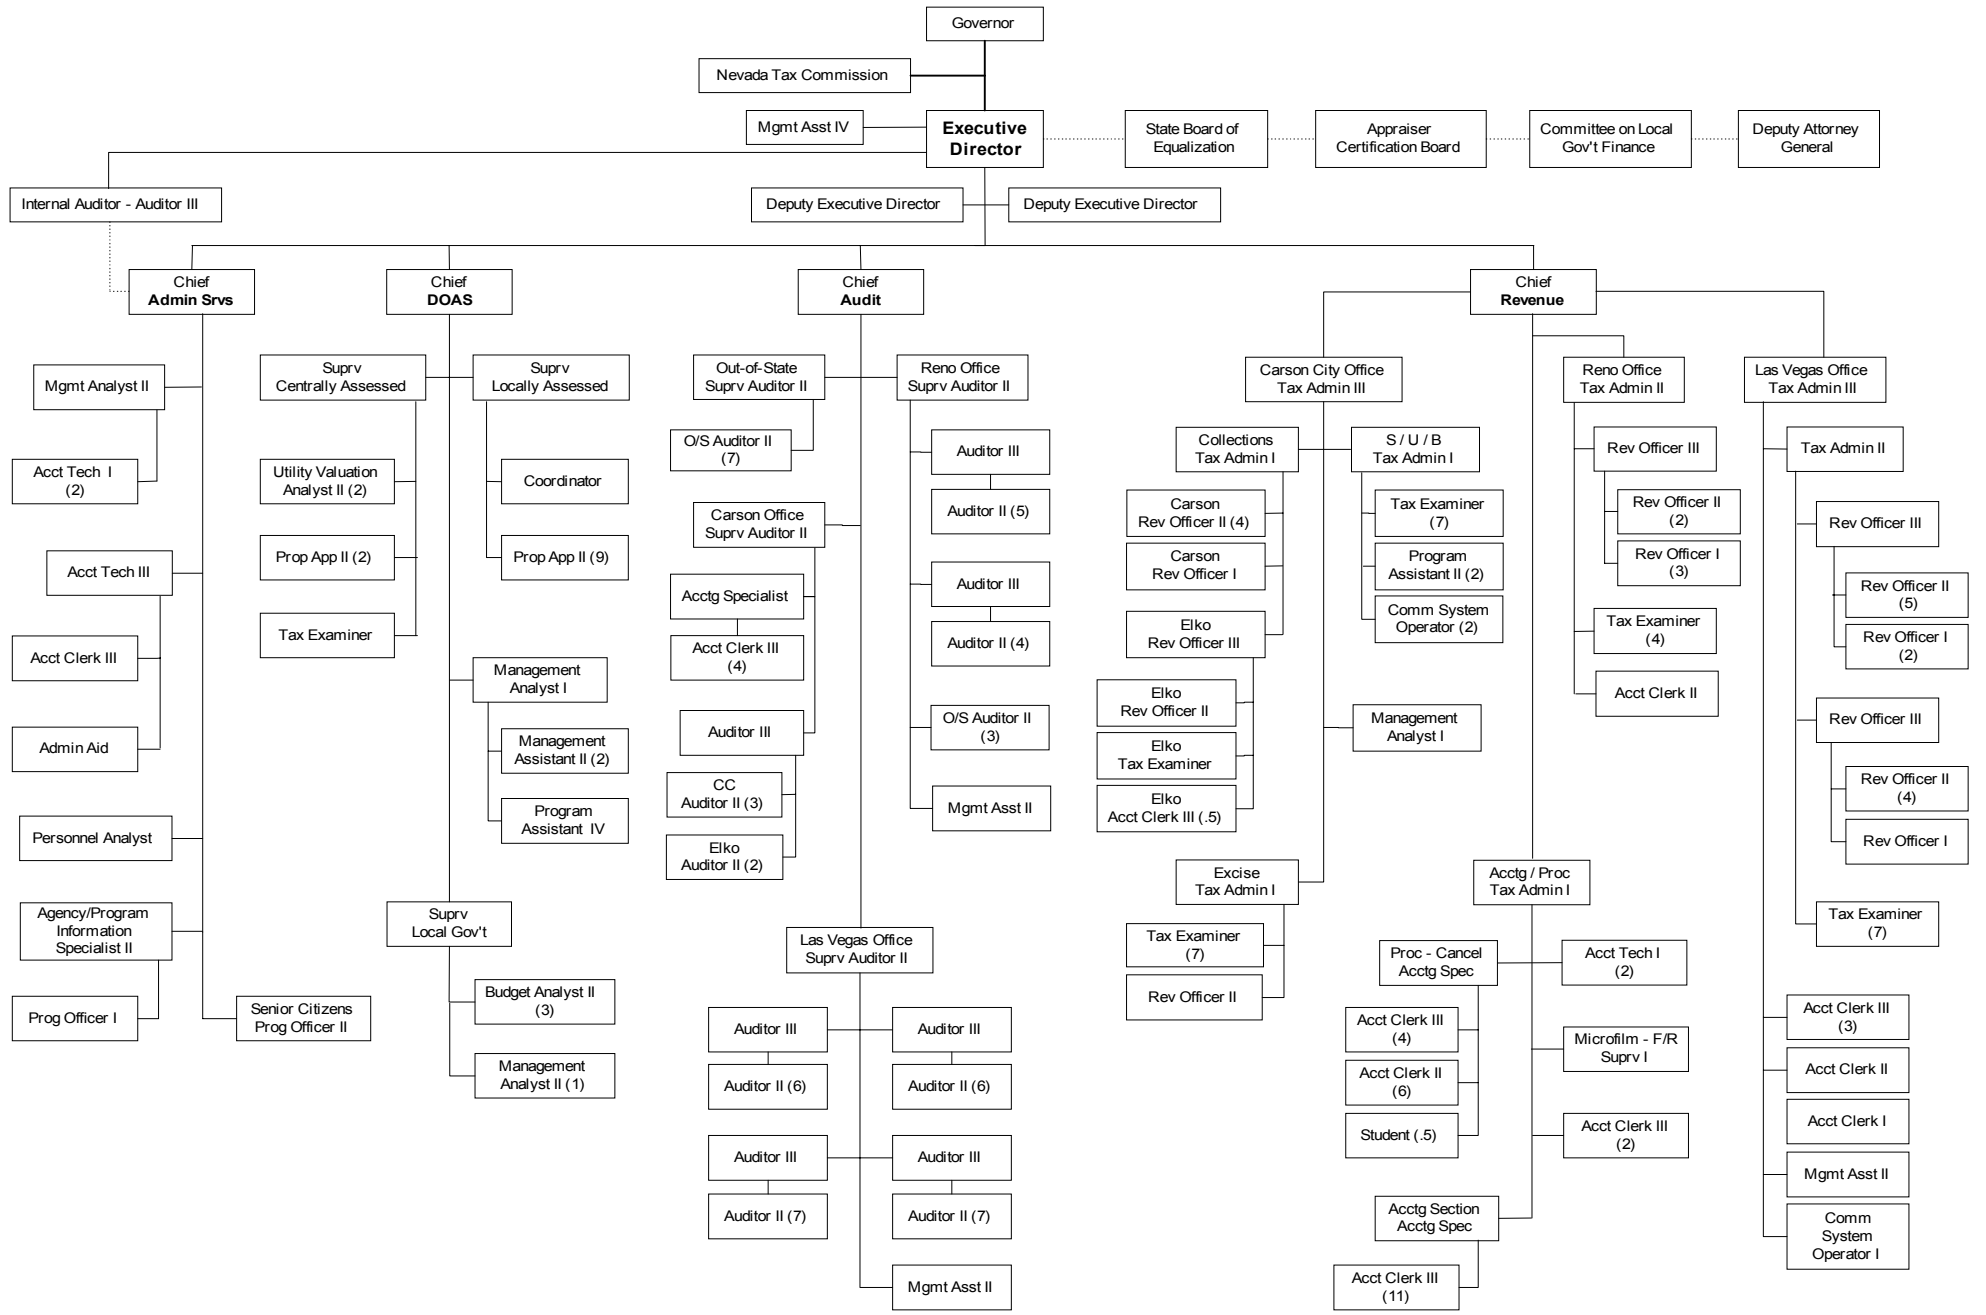 Governor
Nevada Tax Commission
Mgmt Asst IV
Executive
Director
State Board of
Equalization
Appraiser
Certification Board
Committee on Local
Gov't Finance
Deputy Attorney
General
Internal Auditor - Auditor III
Deputy Executive Director
Deputy Executive Director
Chief
Admin Srvs
Chief
DOAS
Chief
Audit
Chief
Revenue
Mgmt Analyst II
Acct Tech I
(2)
Acct Tech III
Acct Clerk III
Admin Aid
Personnel Analyst
Agency/Program
Information
Specialist II
Prog Officer I
Senior Citizens
Prog Officer II
Suprv
Centrally Assessed
Suprv
Locally Assessed
Utility Valuation
Analyst II (2)
Prop App II (2)
Tax Examiner
Coordinator
Prop App II (9)
Management
Analyst I
Management
Assistant II (2)
Program
Assistant IV
Suprv
Local Gov't
Budget Analyst II
(3)
Management
Analyst II (1)
Out-of-State
Suprv Auditor II
O/S Auditor II
(7)
Reno Office
Suprv Auditor II
Auditor III
Auditor II (5)
Auditor III
Auditor II (4)
O/S Auditor II
(3)
Mgmt Asst II
Carson Office
Suprv Auditor II
Acctg Specialist
Acct Clerk III
(4)
Auditor III
CC
Auditor II (3)
Elko
Auditor II (2)
Las Vegas Office
Suprv Auditor II
Auditor III
Auditor II (6)
Auditor III
Auditor II (6)
Auditor III
Auditor II (7)
Auditor III
Auditor II (7)
Mgmt Asst II
Carson City Office
Tax Admin III
Collections
Tax Admin I
Carson
Rev Officer II (4)
Carson
Rev Officer I
Elko
Rev Officer III
Elko
Rev Officer II
Elko
Tax Examiner
Elko
Acct Clerk III (.5)
S / U / B
Tax Admin I
Tax Examiner
(7)
Program
Assistant II (2)
Comm System
Operator (2)
Management
Analyst I
Excise
Tax Admin I
Tax Examiner
(7)
Rev Officer II
Acctg / Proc
Tax Admin I
Proc - Cancel
Acctg Spec
Acct Clerk III
(4)
Acct Clerk II
(6)
Student (.5)
Acct Tech I
(2)
Microfilm - F/R
Suprv I
Acct Clerk III
(2)
Acctg Section
Acctg Spec
Acct Clerk III
(11)
Reno Office
Tax Admin II
Rev Officer III
Rev Officer II
(2)
Rev Officer I
(3)
Tax Examiner
(4)
Acct Clerk II
Las Vegas Office
Tax Admin III
Tax Admin II
Rev Officer III
Rev Officer II
(5)
Rev Officer I
(2)
Rev Officer III
Rev Officer II
(4)
Rev Officer I
Tax Examiner
(7)
Acct Clerk III
(3)
Acct Clerk II
Acct Clerk I
Mgmt Asst II
Comm
System
Operator I